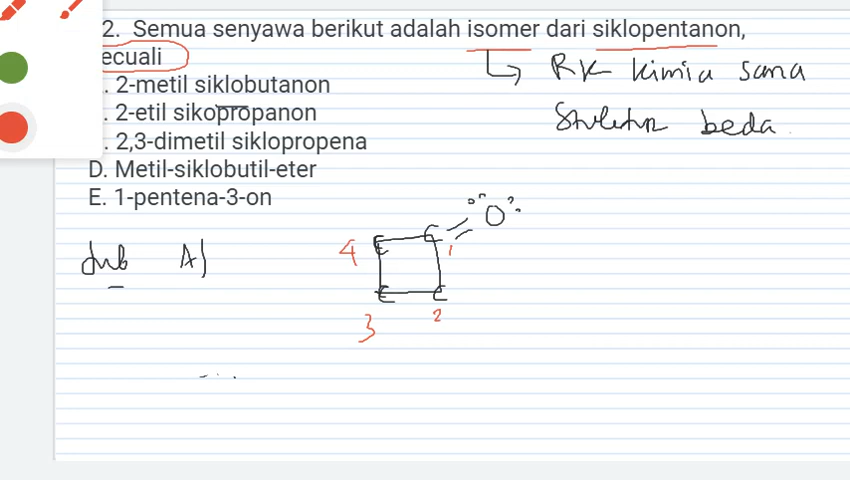 2. Semua senyawa berikut adalah isomer dari siklopentanon,
ecuali
. 2-metil siklobutanon
. 2-etil sikopropanon
. 2,3-dimetil siklopropena
D. Metil-siklobutil-eter
E. 1-pentena-3-on
RK kimia sama
Struktur beda
Jwb A)
4 C C O
1
C C
3 2